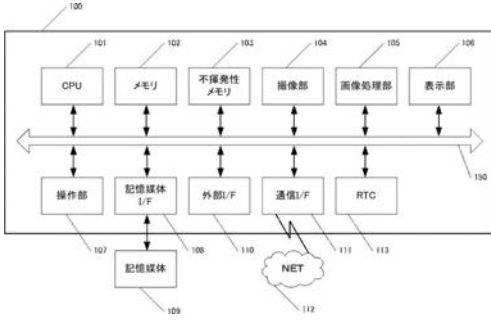 100
101
102
103
104
105
106
CPU
メモリ
不揮発性
メモリ
撮像部
画像処理部
表示部
150
操作部
記憶媒体
I/F
外部I/F
通信I/F
RTC
107
108
110
111
113
記憶媒体
NET
109
112